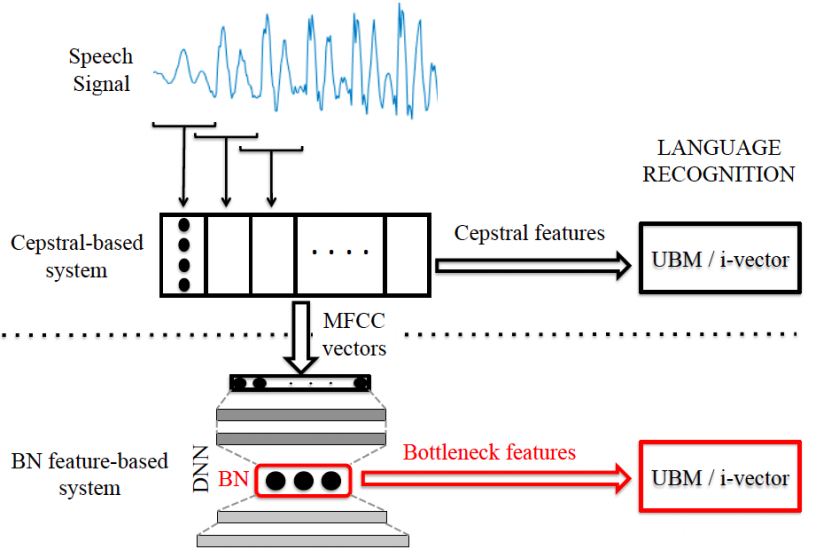 Speech
Signal
LANGUAGE
RECOGNITION
Cepstral-based
system
. . . .
Cepstral features
UBM / i-vector
MFCC
vectors
. . .
BN feature-based
system
DNN
BN
Bottleneck features
UBM / i-vector